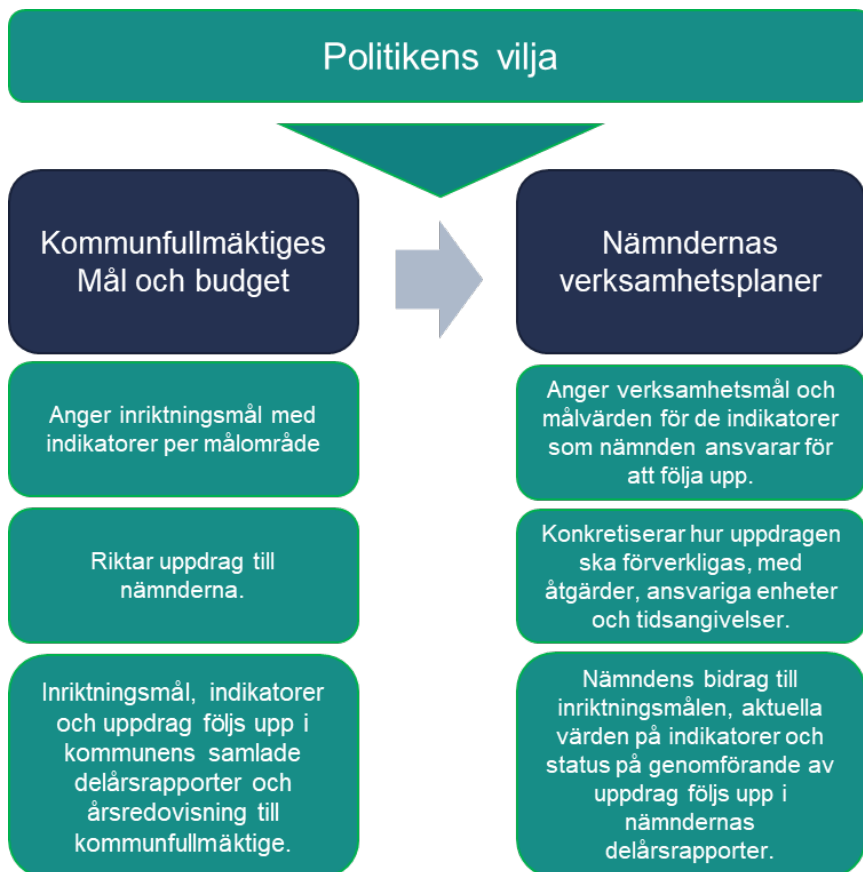 Politikens vilja
Kommunfullmäktiges
Mål och budget
Anger inriktningsmål med
indikatorer per målområde
Riktar uppdrag till
nämnderna.
Inriktningsmål, indikatorer
och uppdrag följs upp i
kommunens samlade
delårsrapporter och
årsredovisning till
kommunfullmäktige.
Nämndernas
verksamhetsplaner
Anger verksamhetsmål och
målvärden för de indikatorer
som nämnden ansvarar för
att följa upp.
Konkretiserar hur uppdragen
ska förverkligas, med
åtgärder, ansvariga enheter
och tidsangivelser.
Nämndens bidrag till
inriktningsmålen, aktuella
värden på indikatorer och
status på genomförande av
uppdrag följs upp i
nämndernas
delårsrapporter.